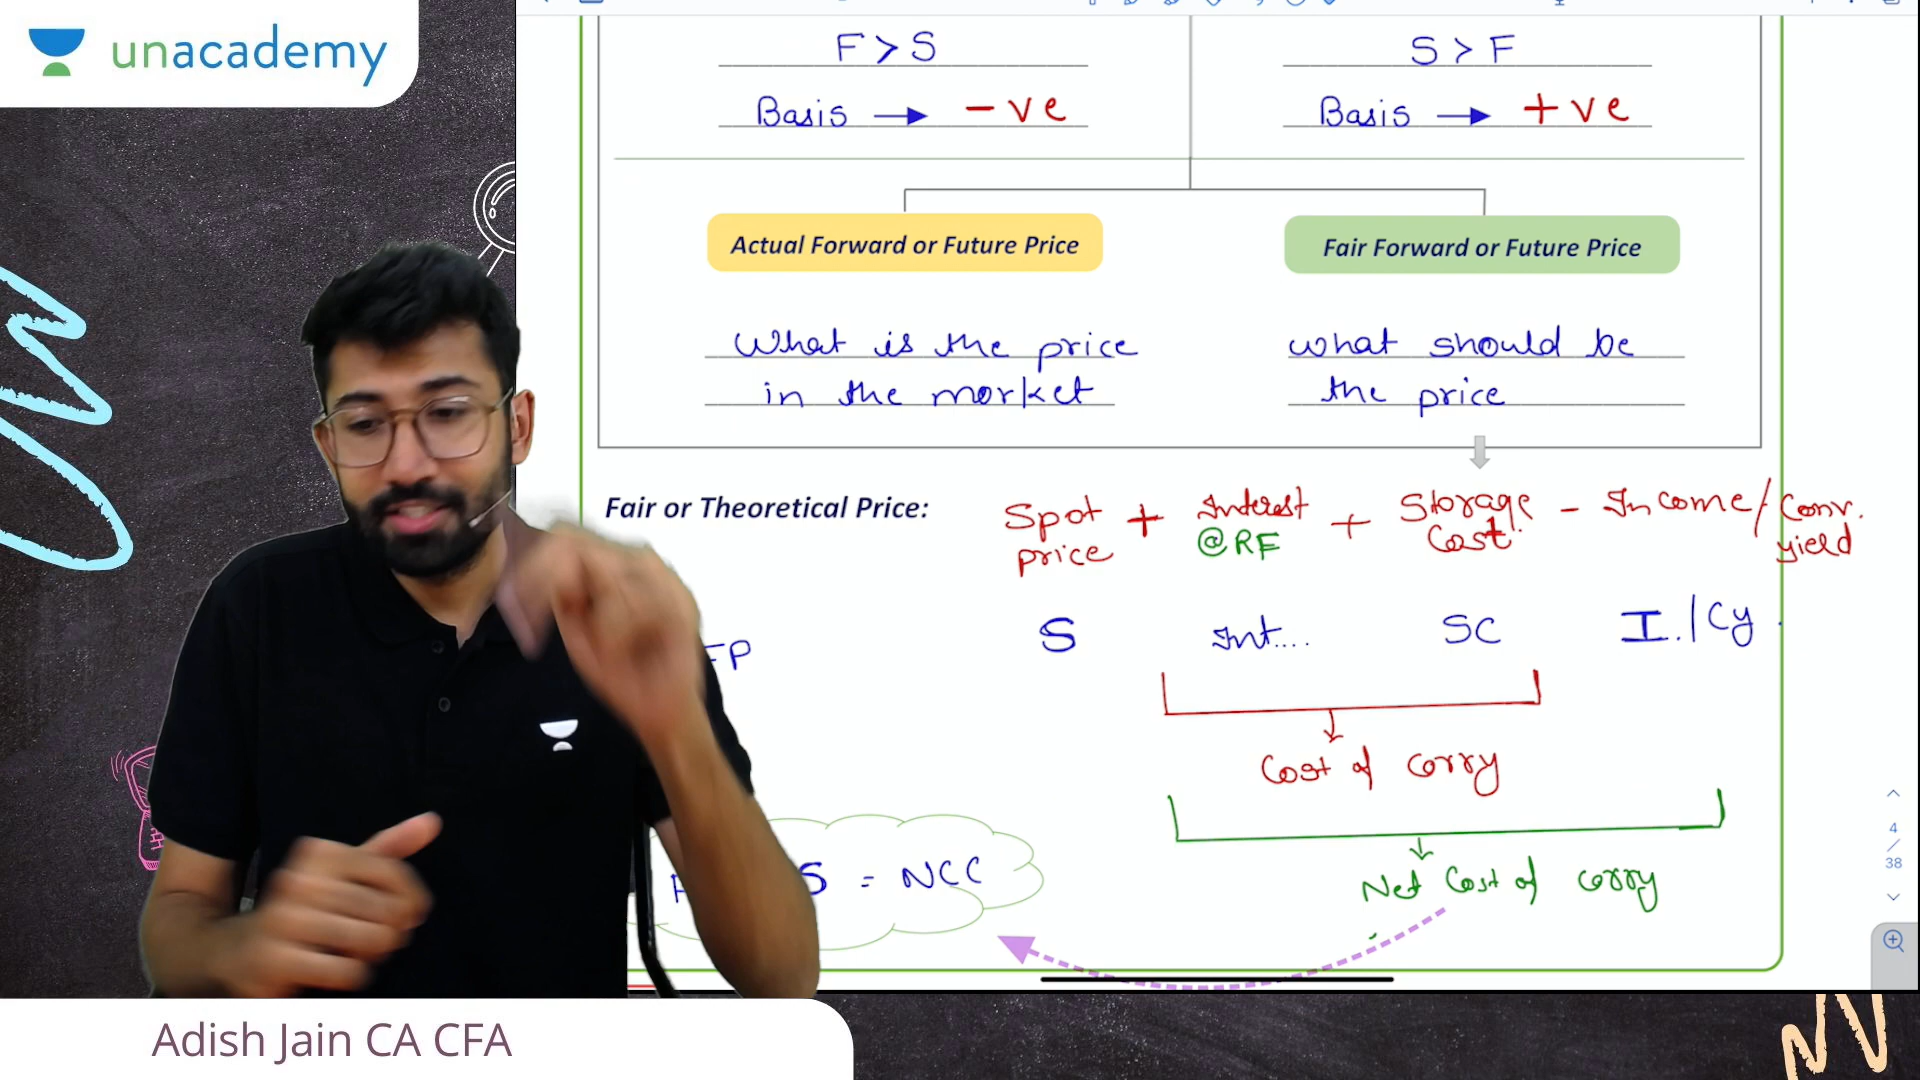 unacademy
F > S
S > F
Basis → -ve
Basis → +ve
Actual Forward or Future Price
Fair Forward or Future Price
What is the price
in the market
what should be
the price
Fair or Theoretical Price:
Spot price + Interest @RF + Storage Cost - Income/Conv. yield
FP
S
Int....
SC
I./Cy
Cost of carry
S = NCC
Net Cost of carry
4
/
38
Adish Jain CA CFA